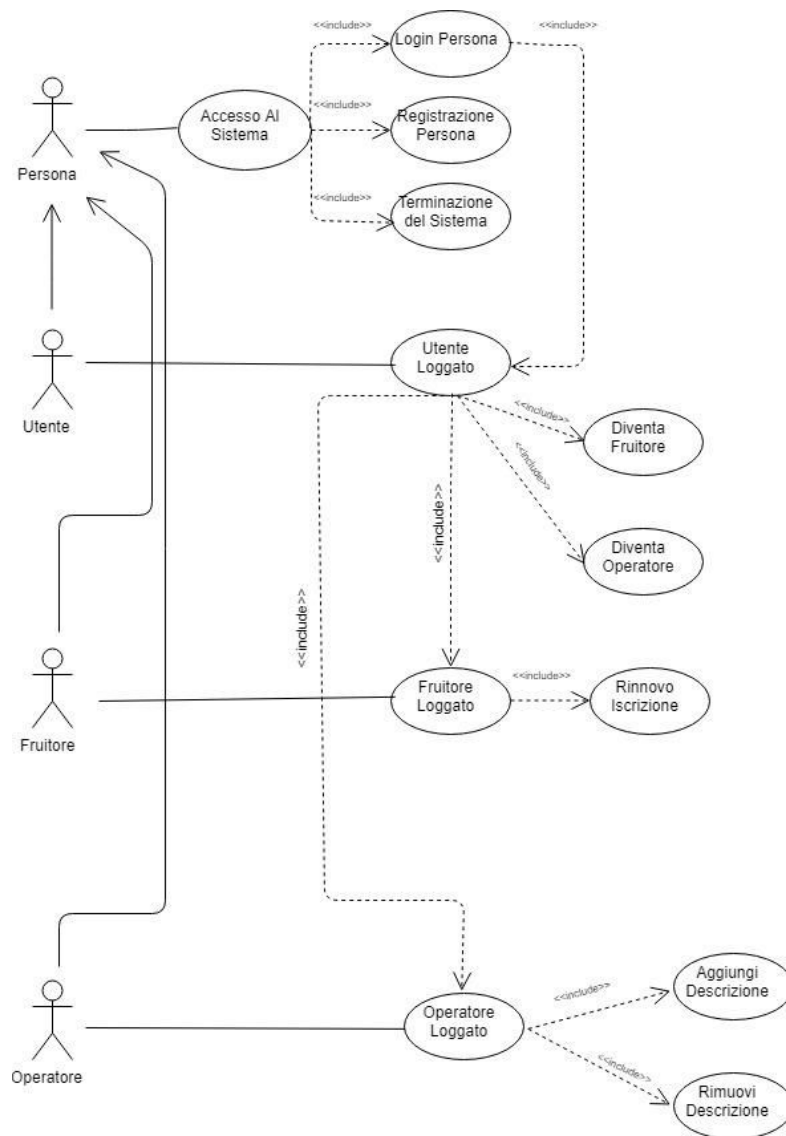 <<include>>
Login Persona
<<include>>
Accesso Al
Sistema
<<include>>
Registrazione
Persona
Persona
<<include>>
Terminazione
del Sistema
Utente
Loggato
Utente
<<include>>
Diventa
Fruitore
<<include>>
<<include>>
Diventa
Operatore
<<include>>
Fruitore
Fruitore
Loggato
<<include>>
Rinnovo
Iscrizione
Operatore
Operatore
Loggato
<<include>>
Aggiungi
Descrizione
<<include>>
Rimuovi
Descrizione